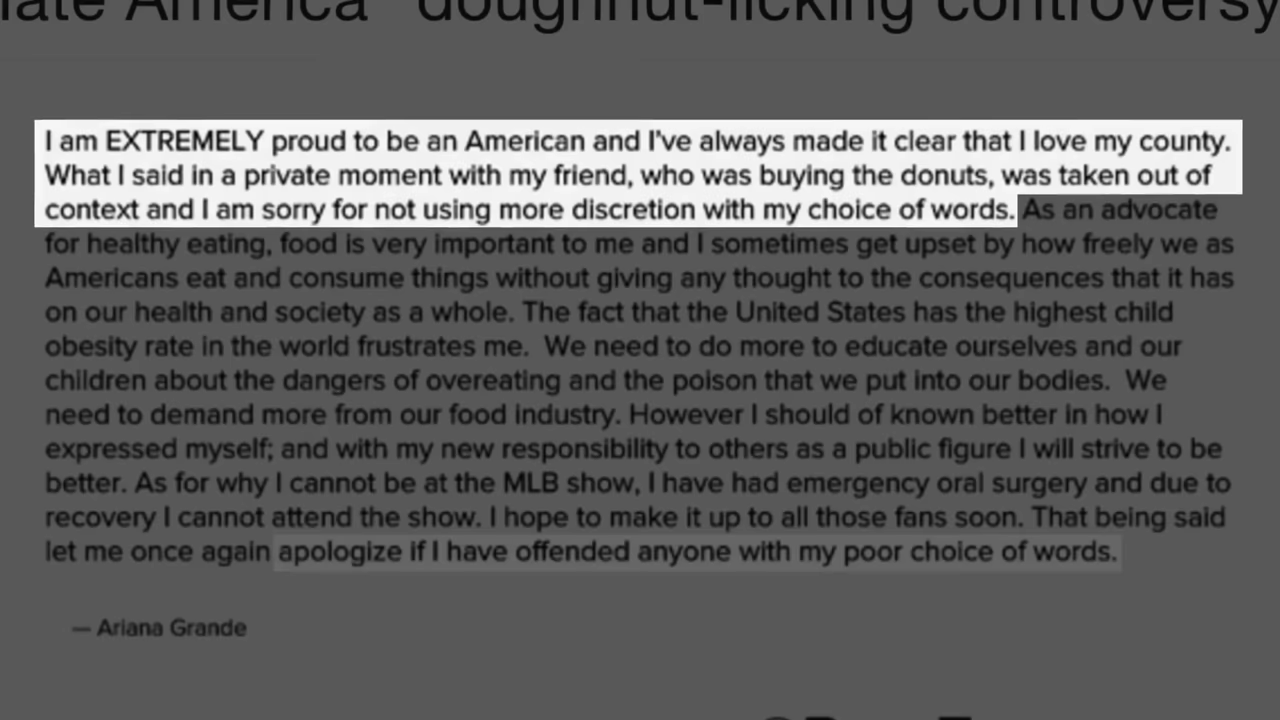 America" doughnut-licking controversy
I am EXTREMELY proud to be an American and I've always made it clear that I love my county.
What I said in a private moment with my friend, who was buying the donuts, was taken out of
context and I am sorry for not using more discretion with my choice of words. As an advocate
for healthy eating, food is very important to me and I sometimes get upset by how freely we as
Americans eat and consume things without giving any thought to the consequences that it has
on our health and society as a whole. The fact that the United States has the highest child
obesity rate in the world frustrates me. We need to do more to educate ourselves and our
children about the dangers of overeating and the poison that we put into our bodies. We
need to demand more from our food industry. However I should of known better in how I
expressed myself; and with my new responsibility to others as a public figure I will strive to be
better. As for why I cannot be at the MLB show, I have had emergency oral surgery and due to
recovery I cannot attend the show. I hope to make it up to all those fans soon. That being said
let me once again apologize if I have offended anyone with my poor choice of words.
— Ariana Grande